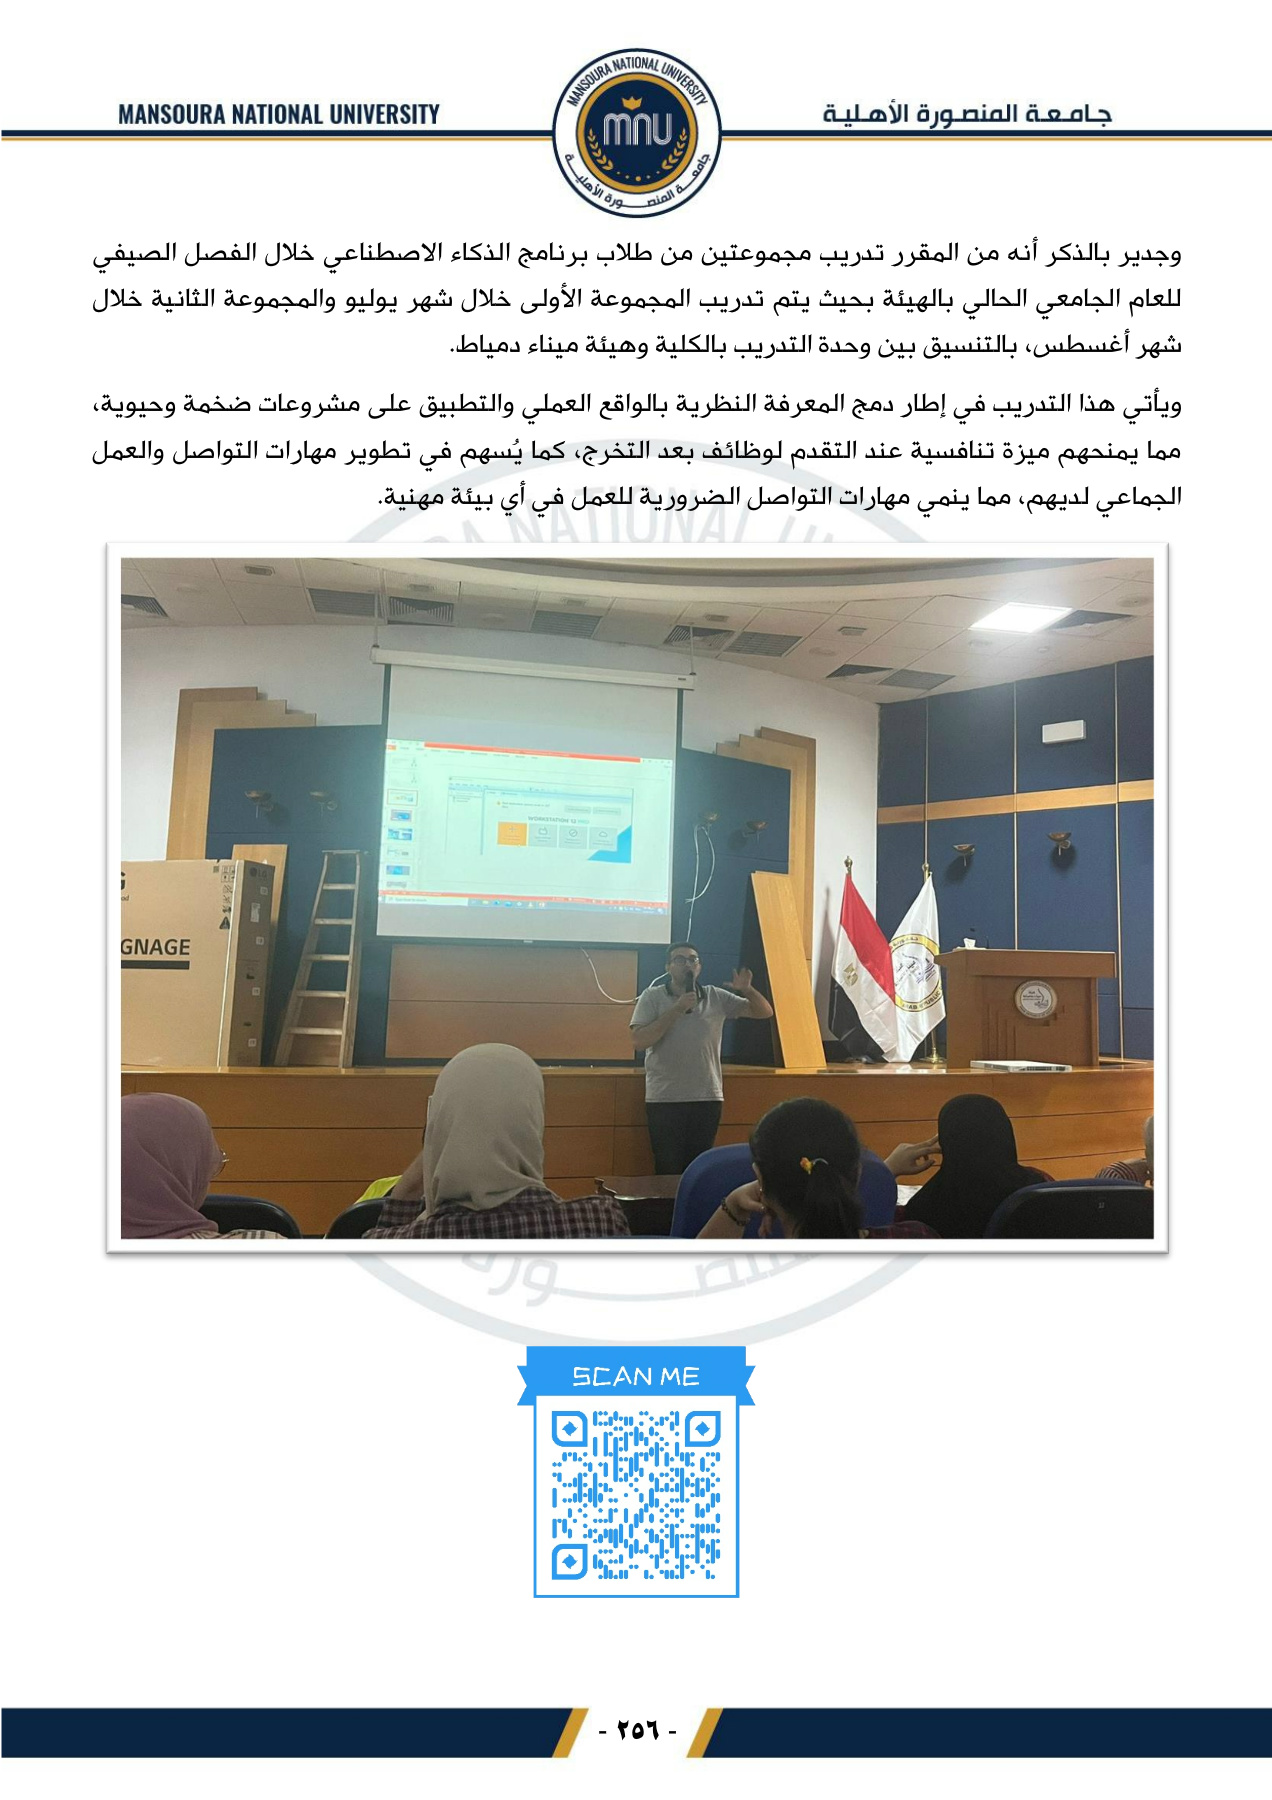 MANSOURA NATIONAL UNIVERSITY
جامعة المنصورة الأهلية
MANSOURA NATIONAL UNIVERSITY
mnu
جامعة المنصورة الأهلية
وجدير بالذكر أنه من المقرر تدريب مجموعتين من طلاب برنامج الذكاء الاصطناعي خلال الفصل الصيفي
للعام الجامعي الحالي بالهيئة بحيث يتم تدريب المجموعة الأولى خلال شهر يوليو والمجموعة الثانية خلال
شهر أغسطس، بالتنسيق بين وحدة التدريب بالكلية وهيئة ميناء دمياط.
ويأتي هذا التدريب في إطار دمج المعرفة النظرية بالواقع العملي والتطبيق على مشروعات ضخمة وحيوية،
مما يمنحهم ميزة تنافسية عند التقدم لوظائف بعد التخرج، كما يُسهم في تطوير مهارات التواصل والعمل
الجماعي لديهم، مما ينمي مهارات التواصل الضرورية للعمل في أي بيئة مهنية.
WORKSTATION 12 PRO
GNAGE
SCAN ME
- ٢٥٦ -